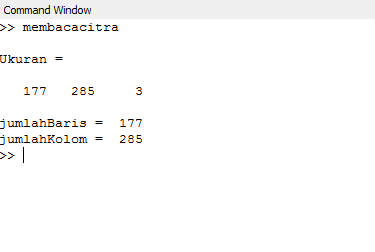 Command Window
>> membacacitra
Ukuran =
177 285 3
jumlahBaris = 177
jumlahKolom = 285
>>